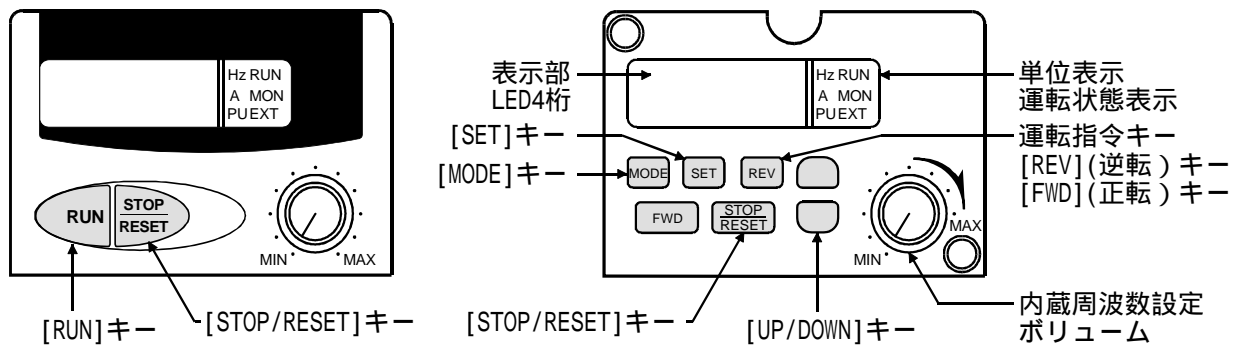 Hz RUN
A MON
PU EXT
RUN
STOP
RESET
MIN
MAX
[RUN]キー
[STOP/RESET]キー
表示部
LED4桁
[SET]キー
[MODE]キー
Hz RUN
A MON
PU EXT
MODE
SET
REV
FWD
STOP
RESET
MIN
MAX
単位表示
運転状態表示
運転指令キー
[REV](逆転)キー
[FWD](正転)キー
[STOP/RESET]キー
[UP/DOWN]キー
内蔵周波数設定
ボリューム